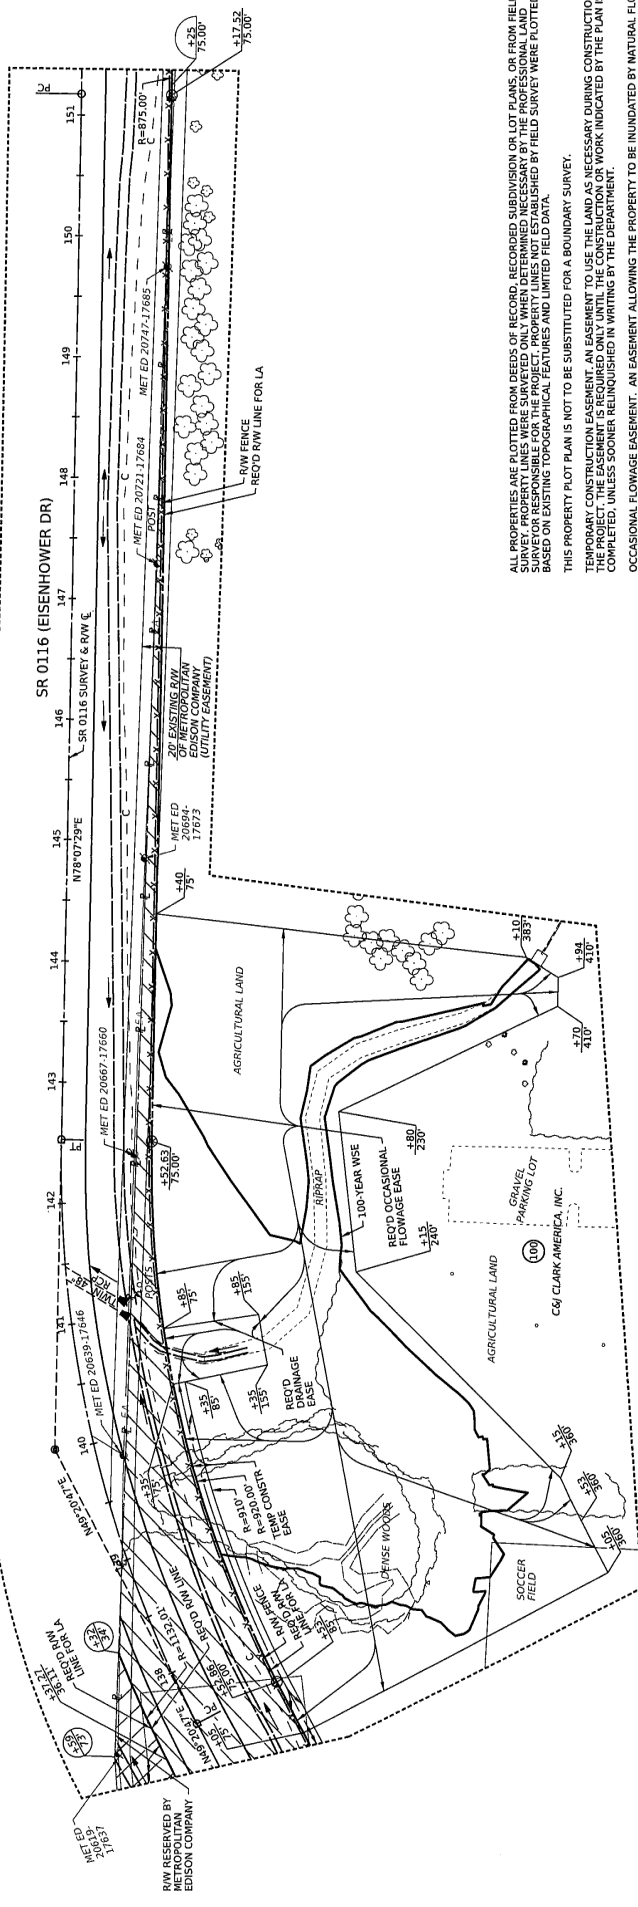 SR 0116 (EISENHOWER DR)
PC
151
150
149
148
147
146
145
144
143
142
141
140
139
138
+25
75.00'
+17.52
75.00'
R=875.00'
C
MET ED 20747-17685
MET ED 20721-17684
POST
R/W FENCE
REQ'D R/W LINE FOR LA
SR 0116 SURVEY & R/W ℄
N78°07'29"E
20' EXISTING R/W
OF METROPOLITAN
EDISON COMPANY
(UTILITY EASEMENT)
MET ED
20694-
17673
+40
75'
C
AGRICULTURAL LAND
+10
383'
+94
410'
+70
410'
MET ED 20667-17660
PT
+52.63
75.00'
+80
230'
RIPRAP
100-YEAR WSE
REQ'D OCCASIONAL
FLOWAGE EASE
+15
240'
GRAVEL
PARKING LOT
100
C&J CLARK AMERICA, INC.
AGRICULTURAL LAND
TWIN 48"
RCP
POSTS
+85
75'
+85
155'
MET ED 20639-17646
+35
85'
+35
155'
REQ'D
DRAINAGE
EASE
+35
75'
N49°20'47"E
R=910'
R=920.00'
TEMP CONSTR
EASE
+15
360'
+52
360'
+05
360'
DENSE WOODS
SOCCER
FIELD
R/W FENCE
REQ'D R/W
LINE FOR LA
+53
85'
C
+52.86
75.00'
REQ'D R/W LINE
R=1132.01'
PC
+05
75'
N49°20'47"E
+32
34'
+37.27
36.11'
REQ'D R/W
LINE FOR LA
+59
73'
MET ED
20619-
17637
R/W RESERVED BY
METROPOLITAN
EDISON COMPANY
ALL PROPERTIES ARE PLOTTED FROM DEEDS OF RECORD, RECORDED SUBDIVISION OR LOT PLANS, OR FROM FIEL
SURVEY. PROPERTY LINES WERE SURVEYED ONLY WHEN DETERMINED NECESSARY BY THE PROFESSIONAL LAND
SURVEYOR RESPONSIBLE FOR THE PROJECT. PROPERTY LINES NOT ESTABLISHED BY FIELD SURVEY WERE PLOTTED
BASED ON EXISTING TOPOGRAPHICAL FEATURES AND LIMITED FIELD DATA.
THIS PROPERTY PLOT PLAN IS NOT TO BE SUBSTITUTED FOR A BOUNDARY SURVEY.
TEMPORARY CONSTRUCTION EASEMENT. AN EASEMENT TO USE THE LAND AS NECESSARY DURING CONSTRUCTIO
THE PROJECT. THE EASEMENT IS REQUIRED ONLY UNTIL THE CONSTRUCTION OR WORK INDICATED BY THE PLAN I
COMPLETED, UNLESS SOONER RELINQUISHED IN WRITING BY THE DEPARTMENT.
OCCASIONAL FLOWAGE EASEMENT. AN EASEMENT ALLOWING THE PROPERTY TO BE INUNDATED BY NATURAL FL